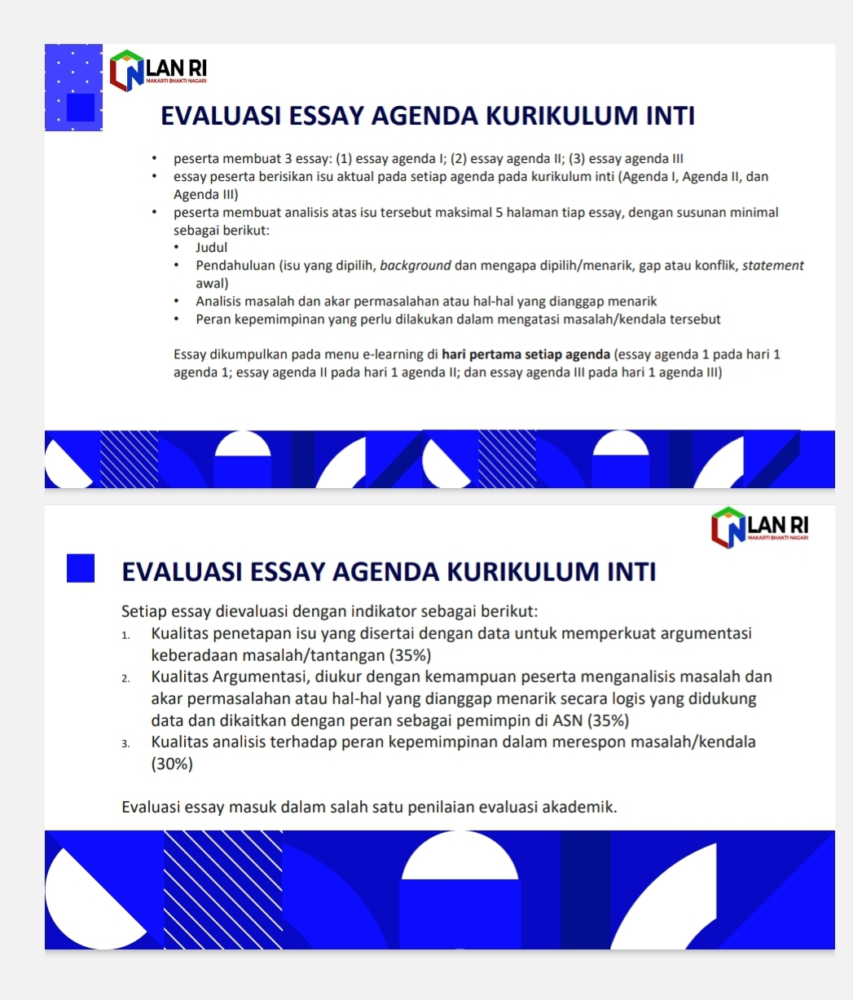 LAN RI
MAKARTI BHAKTI NAGARI
EVALUASI ESSAY AGENDA KURIKULUM INTI
• peserta membuat 3 essay: (1) essay agenda I; (2) essay agenda II; (3) essay agenda III
• essay peserta berisikan isu aktual pada setiap agenda pada kurikulum inti (Agenda I, Agenda II, dan
Agenda III)
• peserta membuat analisis atas isu tersebut maksimal 5 halaman tiap essay, dengan susunan minimal
sebagai berikut:
• Judul
• Pendahuluan (isu yang dipilih, background dan mengapa dipilih/menarik, gap atau konflik, statement
awal)
• Analisis masalah dan akar permasalahan atau hal-hal yang dianggap menarik
• Peran kepemimpinan yang perlu dilakukan dalam mengatasi masalah/kendala tersebut
Essay dikumpulkan pada menu e-learning di hari pertama setiap agenda (essay agenda 1 pada hari 1
agenda 1; essay agenda II pada hari 1 agenda II; dan essay agenda III pada hari 1 agenda III)
LAN RI
MAKARTI BHAKTI NAGARI
EVALUASI ESSAY AGENDA KURIKULUM INTI
Setiap essay dievaluasi dengan indikator sebagai berikut:
1. Kualitas penetapan isu yang disertai dengan data untuk memperkuat argumentasi
keberadaan masalah/tantangan (35%)
2. Kualitas Argumentasi, diukur dengan kemampuan peserta menganalisis masalah dan
akar permasalahan atau hal-hal yang dianggap menarik secara logis yang didukung
data dan dikaitkan dengan peran sebagai pemimpin di ASN (35%)
3. Kualitas analisis terhadap peran kepemimpinan dalam merespon masalah/kendala
(30%)
Evaluasi essay masuk dalam salah satu penilaian evaluasi akademik.